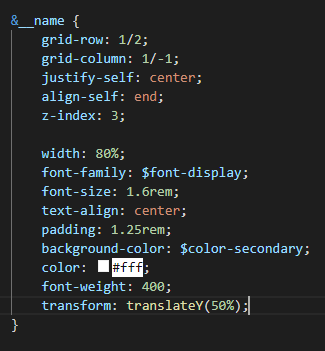 &__name {
grid-row: 1/2;
grid-column: 1/-1;
justify-self: center;
align-self: end;
z-index: 3;
width: 80%;
font-family: $font-display;
font-size: 1.6rem;
text-align: center;
padding: 1.25rem;
background-color: $color-secondary;
color: #fff;
font-weight: 400;
transform: translateY(50%);
}